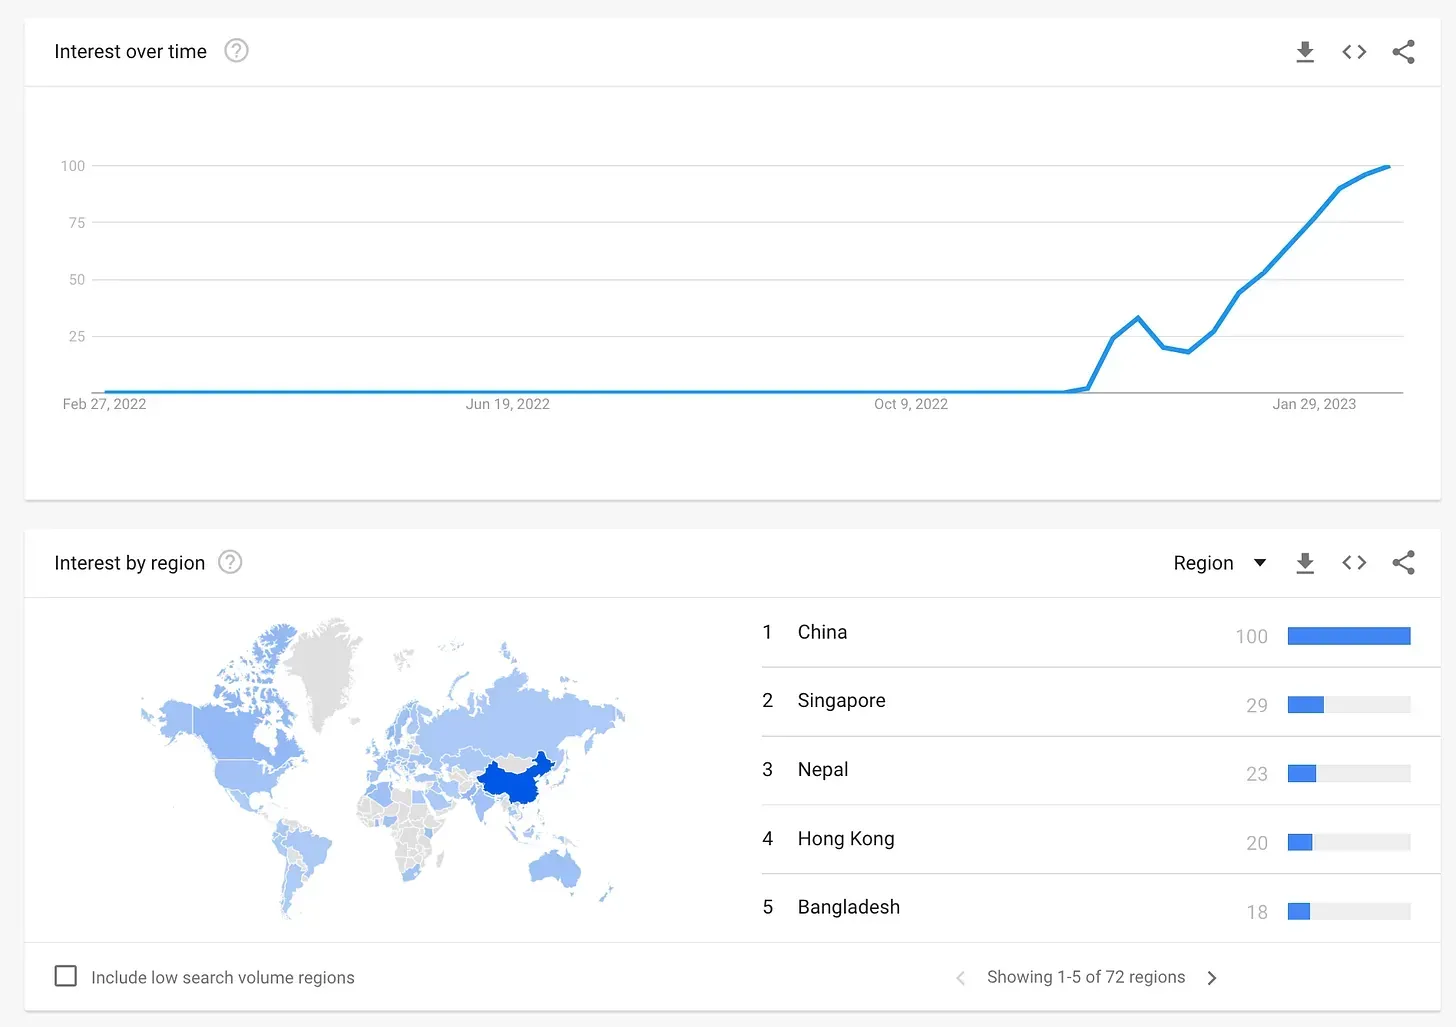 Interest over time ?
100
75
50
25
Feb 27, 2022 Jun 19, 2022 Oct 9, 2022 Jan 29, 2023
Interest by region ? Region
1 China 100
2 Singapore 29
3 Nepal 23
4 Hong Kong 20
5 Bangladesh 18
Include low search volume regions Showing 1-5 of 72 regions